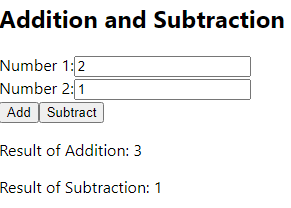 Addition and Subtraction
Number 1: 2
Number 2: 1
Add Subtract
Result of Addition: 3
Result of Subtraction: 1